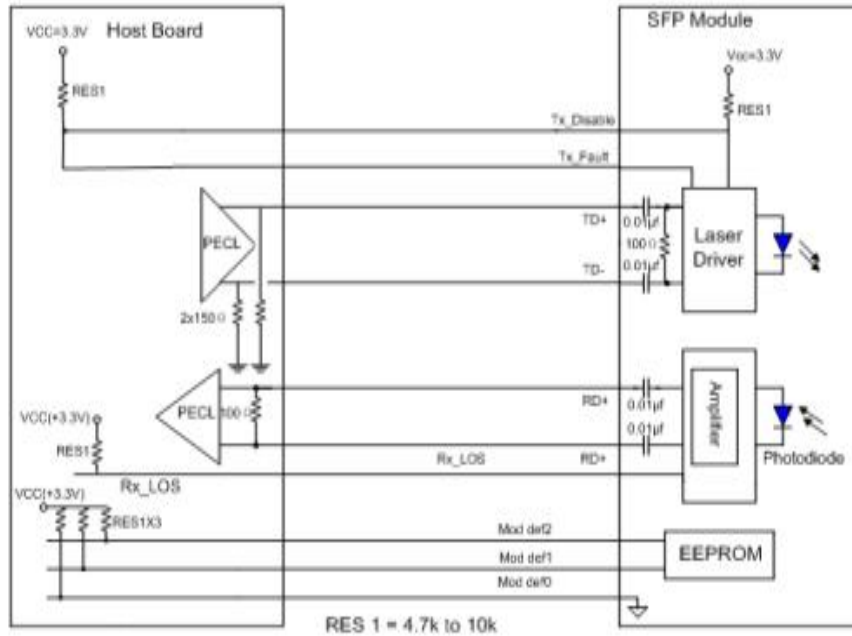 Host Board
SFP Module
VCC=3.3V
Vcc=3.3V
RES1
RES1
Tx_Disable
Tx_Fault
PECL
TD+
0.01µf
100Ω
Laser
Driver
TD-
0.01µf
2x150Ω
PECL
100Ω
RD+
0.01µf
Amplifier
0.01µf
VCC(+3.3V)
RES1
Rx_LOS
RD+
Photodiode
Rx_LOS
VCC(+3.3V)
RES1X3
Mod def2
EEPROM
Mod def1
Mod def0
RES 1 = 4.7k to 10k